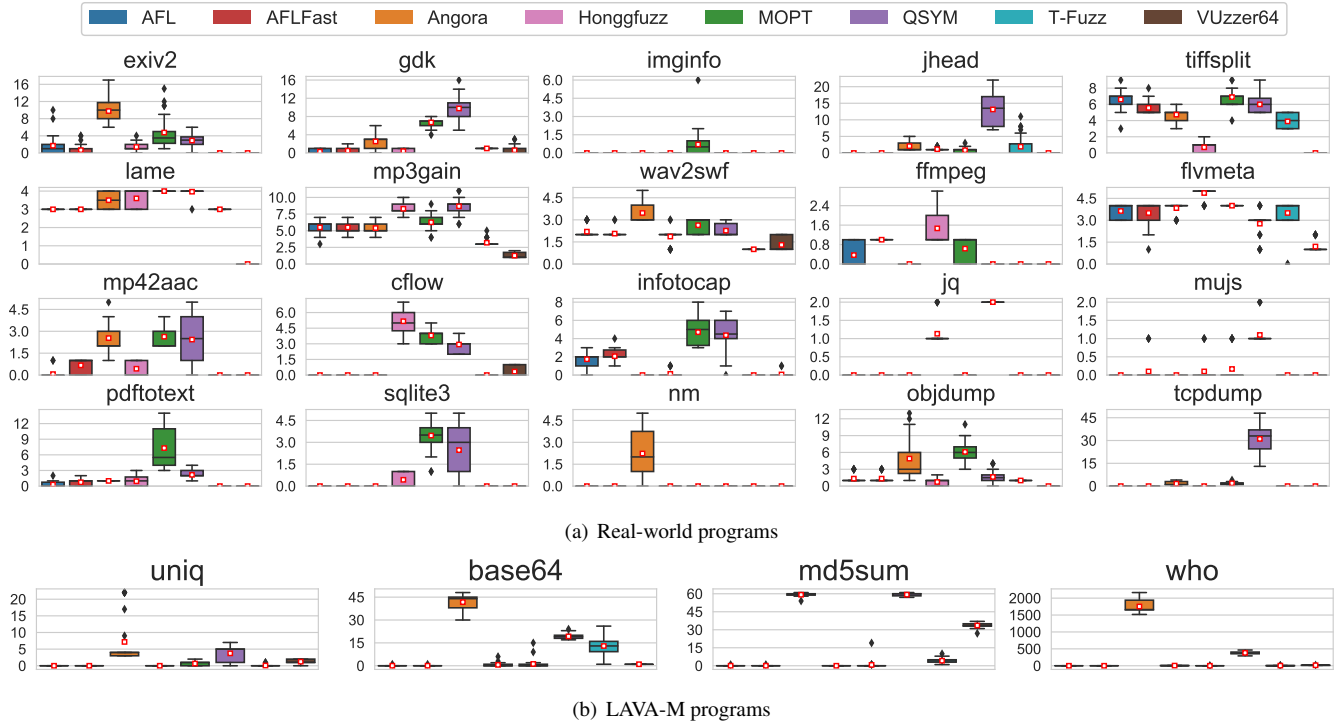 AFL AFLFast Angora Honggfuzz MOPT QSYM T-Fuzz VUzzer64
exiv2 gdk imginfo jhead tiffsplit
16 12 8 4 0
16 12 8 4 0
6.0 4.5 3.0 1.5 0.0
20 15 10 5 0
8 6 4 2 0
lame mp3gain wav2swf ffmpeg flvmeta
4 3 2 1 0
10.0 7.5 5.0 2.5 0.0
4.5 3.0 1.5 0.0
2.4 1.6 0.8 0.0
4.5 3.0 1.5 0.0
mp42aac cflow infotocap jq mujs
4.5 3.0 1.5 0.0
6.0 4.5 3.0 1.5 0.0
8 6 4 2 0
2.0 1.5 1.0 0.5 0.0
2.0 1.5 1.0 0.5 0.0
pdftotext sqlite3 nm objdump tcpdump
12 9 6 3 0
4.5 3.0 1.5 0.0
4.5 3.0 1.5 0.0
12 9 6 3 0
45 30 15 0
(a) Real-world programs
uniq base64 md5sum who
20 15 10 5 0
45 30 15 0
60 45 30 15 0
2000 1500 1000 500 0
(b) LAVA-M programs